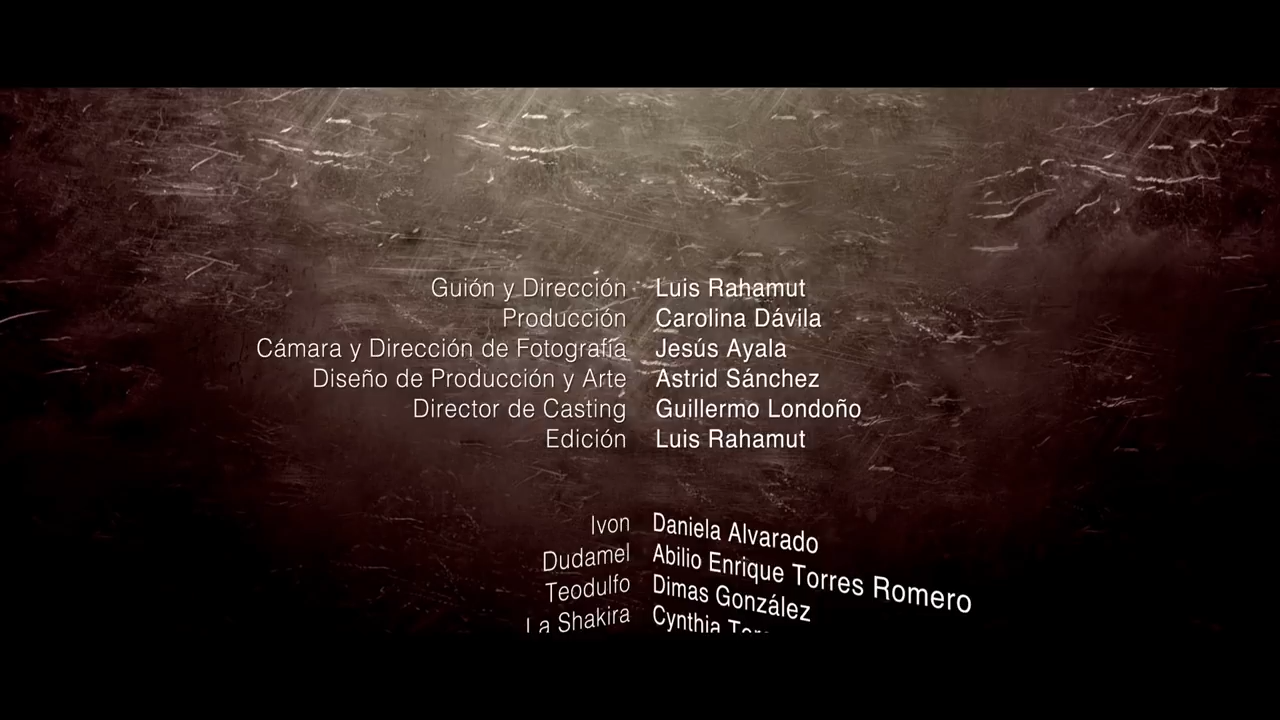 Guión y Dirección Luis Rahamut
Producción Carolina Dávila
Cámara y Dirección de Fotografía Jesús Ayala
Diseño de Producción y Arte Astrid Sánchez
Director de Casting Guillermo Londoño
Edición Luis Rahamut
Ivon Daniela Alvarado
Dudamel Abilio Enrique Torres Romero
Teodulfo Dimas González
La Shakira Cynthia